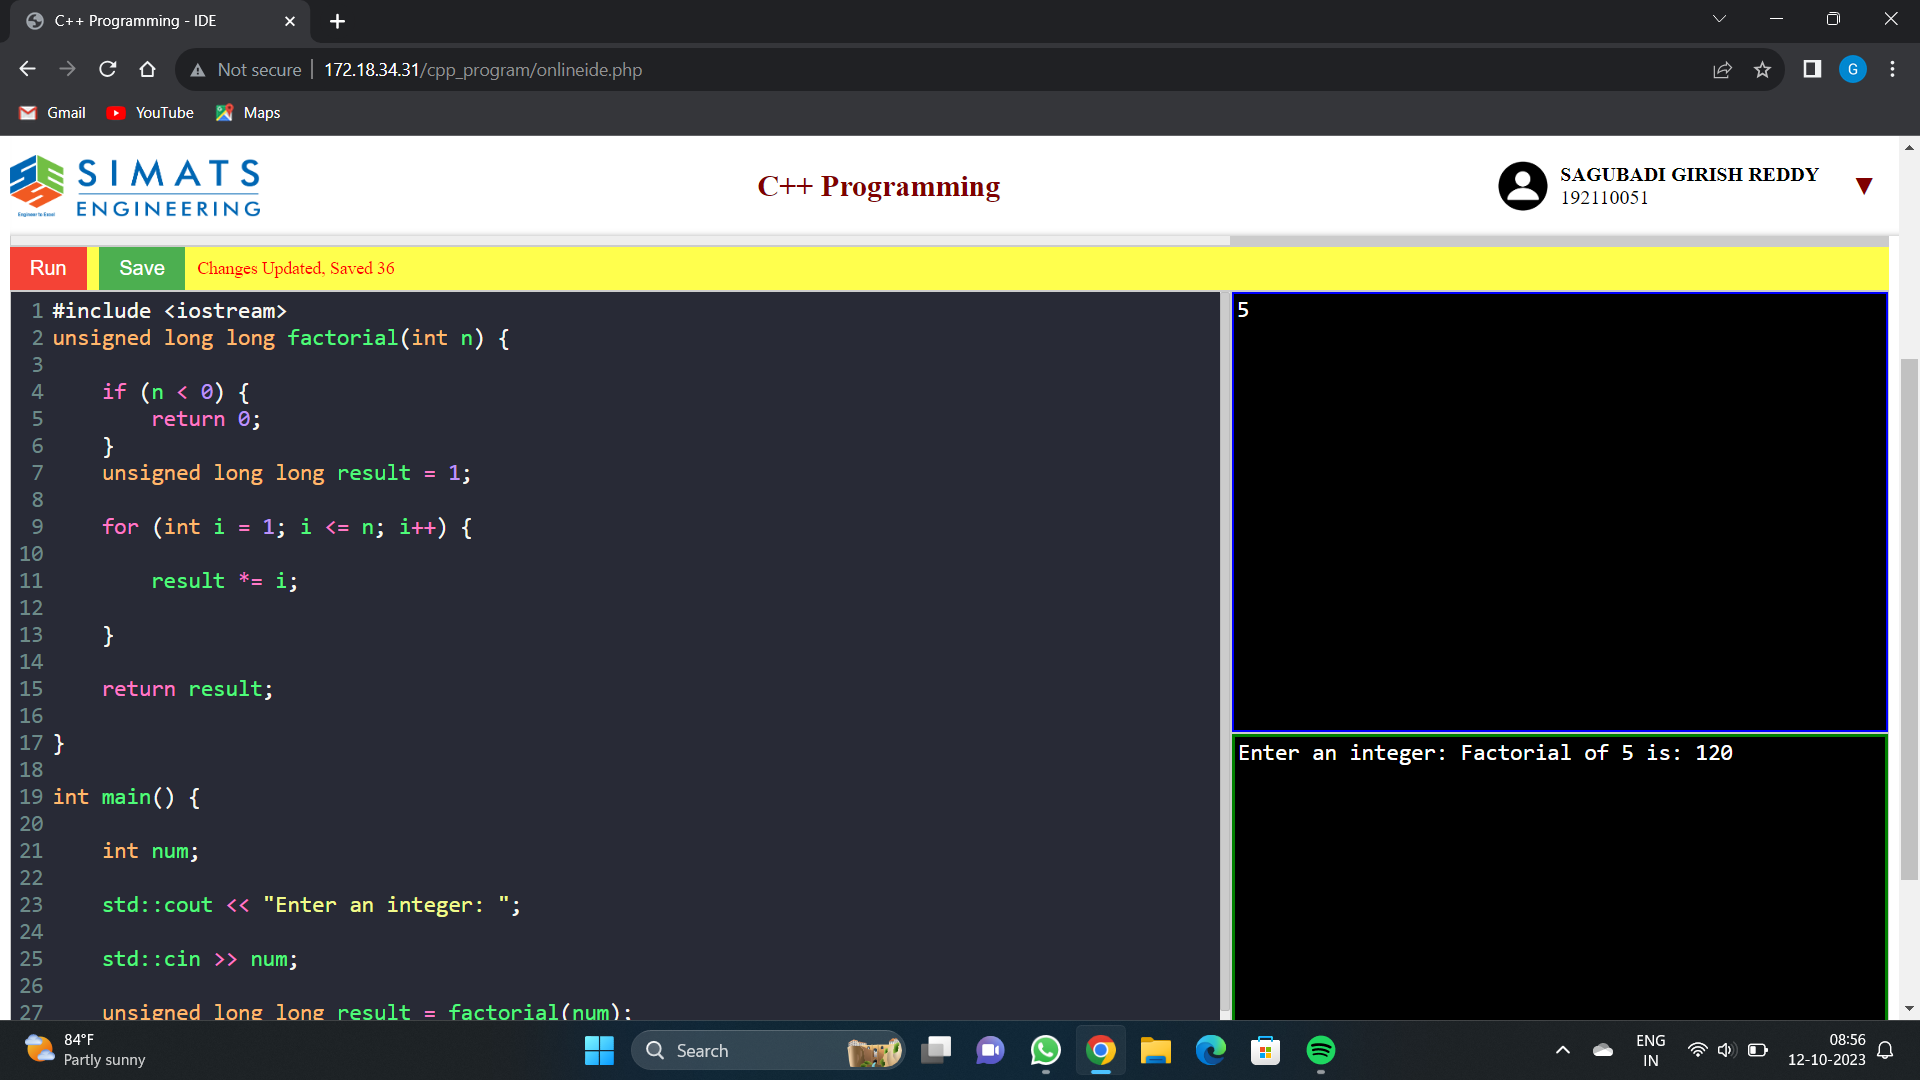 C++ Programming - IDE
Not secure
172.18.34.31/cpp_program/onlineide.php
G
Gmail
YouTube
Maps
SIMATS
ENGINEERING
Engineer to Excel
C++ Programming
SAGUBADI GIRISH REDDY
192110051
Run
Save
Changes Updated, Saved 36
1 #include <iostream>
2 unsigned long long factorial(int n) {
3
4     if (n < 0) {
5         return 0;
6     }
7     unsigned long long result = 1;
8
9     for (int i = 1; i <= n; i++) {
10
11         result *= i;
12
13     }
14
15     return result;
16
17 }
18
19 int main() {
20
21     int num;
22
23     std::cout << "Enter an integer: ";
24
25     std::cin >> num;
26
27     unsigned long long result = factorial(num);
5
Enter an integer: Factorial of 5 is: 120
84°F
Partly sunny
Search
ENG
IN
08:56
12-10-2023